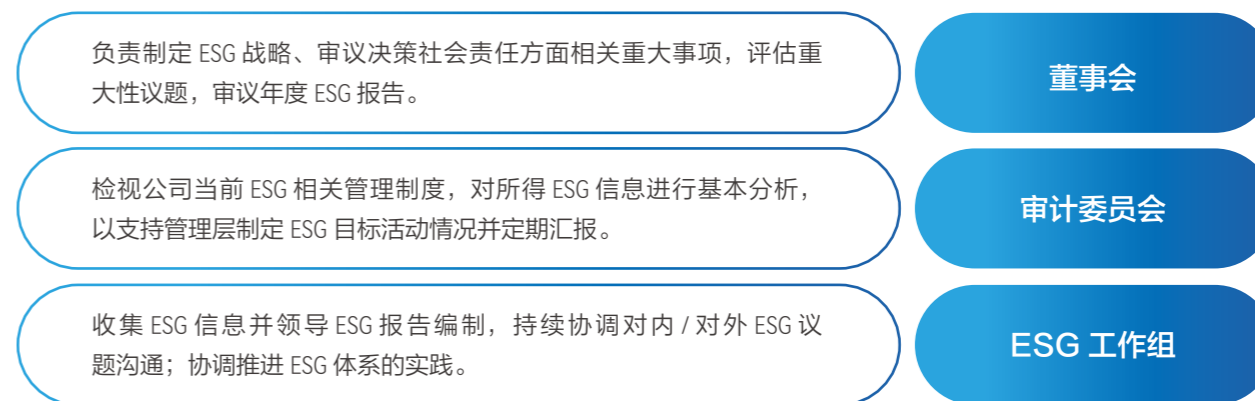 负责制定 ESG 战略、审议决策社会责任方面相关重大事项，评估重
大性议题，审议年度 ESG 报告。
董事会
检视公司当前 ESG 相关管理制度，对所得 ESG 信息进行基本分析，
以支持管理层制定 ESG 目标活动情况并定期汇报。
审计委员会
收集 ESG 信息并领导 ESG 报告编制，持续协调对内 / 对外 ESG 议
题沟通；协调推进 ESG 体系的实践。
ESG 工作组